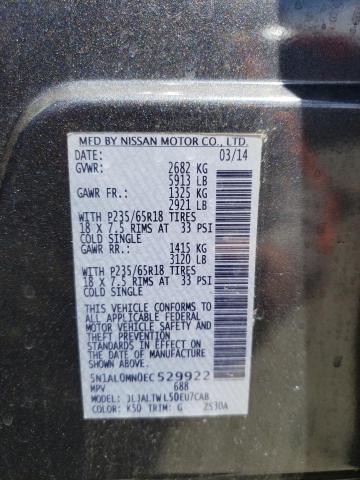 MFD BY NISSAN MOTOR CO., LTD.
DATE: 03/14
GVWR: 2682 KG
5913 LB
GAWR FR.: 1325 KG
2921 LB
WITH P235/65R18 TIRES
18 X 7.5 RIMS AT 33 PSI
COLD SINGLE
GAWR RR.: 1415 KG
3120 LB
WITH P235/65R18 TIRES
18 X 7.5 RIMS AT 33 PSI
COLD SINGLE
THIS VEHICLE CONFORMS TO
ALL APPLICABLE FEDERAL
MOTOR VEHICLE SAFETY AND
THEFT PREVENTION
STANDARDS IN EFFECT ON
THE DATE OF MANUFACTURE
SHOWN ABOVE.
5N1AL0MN0EC529922
MPV 688
MODEL: JLJALTWL50EU7CAB
COLOR: K50 TRIM: G ZS30A